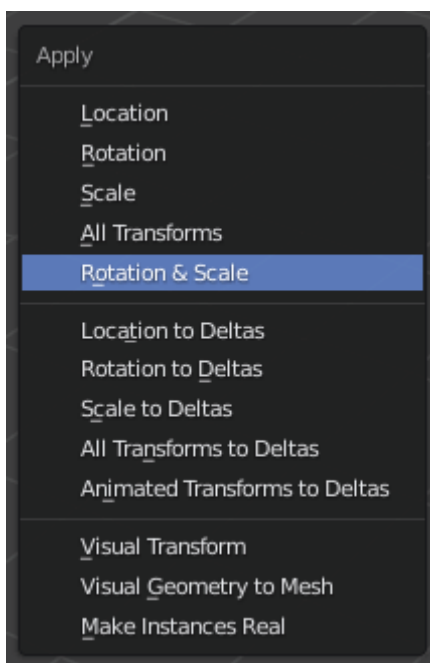 Apply
Location
Rotation
Scale
All Transforms
Rotation & Scale
Location to Deltas
Rotation to Deltas
Scale to Deltas
All Transforms to Deltas
Animated Transforms to Deltas
Visual Transform
Visual Geometry to Mesh
Make Instances Real